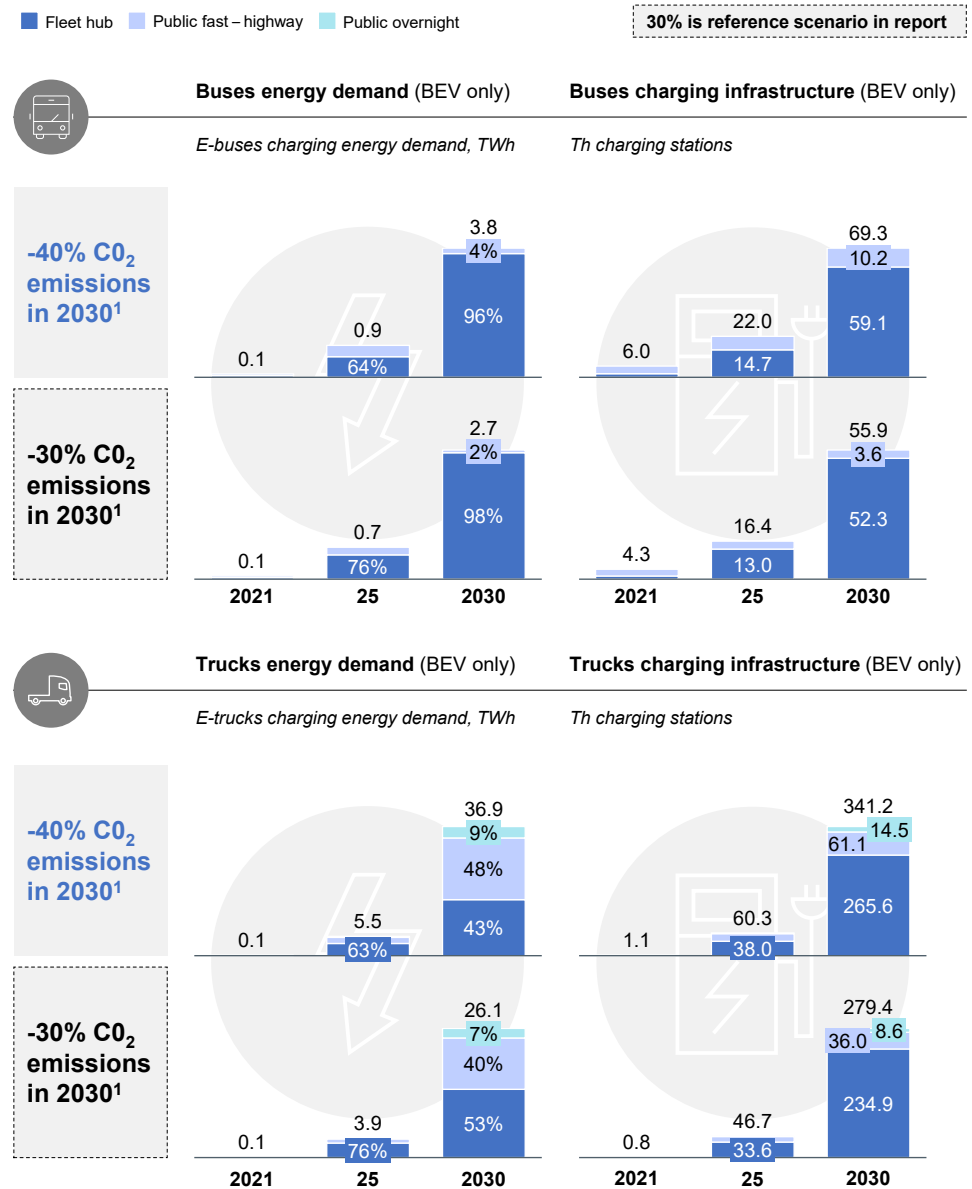 Fleet hub Public fast – highway Public overnight
30% is reference scenario in report
Buses energy demand (BEV only)
Buses charging infrastructure (BEV only)
E-buses charging energy demand, TWh
Th charging stations
-40% C0₂
emissions
in 2030¹
0.1
0.9
64%
3.8
4%
96%
6.0
22.0
14.7
69.3
10.2
59.1
-30% C0₂
emissions
in 2030¹
0.1
0.7
76%
2.7
2%
98%
4.3
16.4
13.0
55.9
3.6
52.3
2021 25 2030
2021 25 2030
Trucks energy demand (BEV only)
Trucks charging infrastructure (BEV only)
E-trucks charging energy demand, TWh
Th charging stations
-40% C0₂
emissions
in 2030¹
0.1
5.5
63%
36.9
9%
48%
43%
1.1
60.3
38.0
341.2
14.5
61.1
265.6
-30% C0₂
emissions
in 2030¹
0.1
3.9
76%
26.1
7%
40%
53%
0.8
46.7
33.6
279.4
8.6
36.0
234.9
2021 25 2030
2021 25 2030